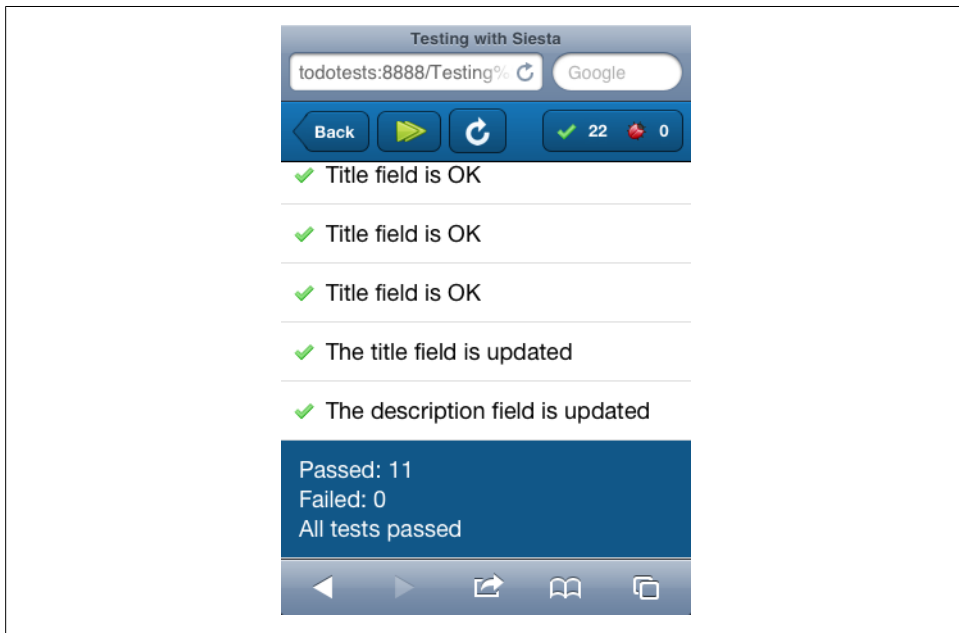 Testing with Siesta
todotests:8888/Testing%
Google
Back
22
0
Title field is OK
Title field is OK
Title field is OK
The title field is updated
The description field is updated
Passed: 11
Failed: 0
All tests passed